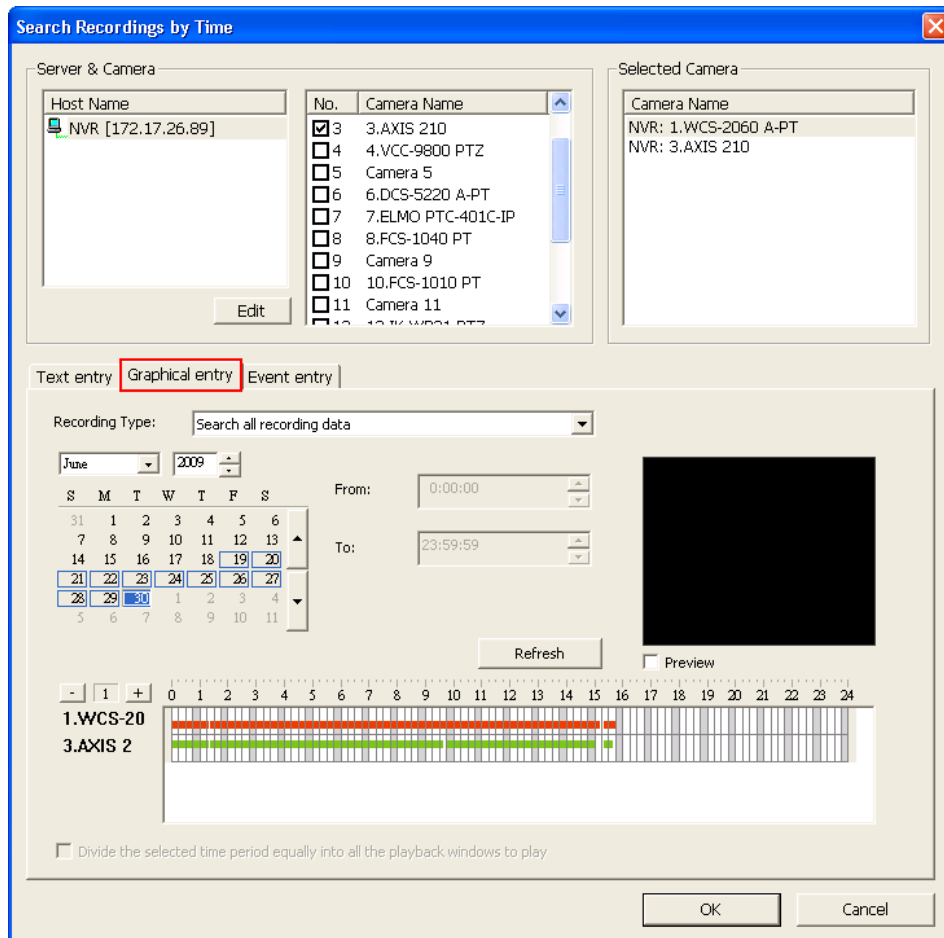 Search Recordings by Time
Server & Camera
Host Name
NVR [172.17.26.89]
Edit
No. Camera Name
3 3.AXIS 210
4 4.VCC-9800 PTZ
5 Camera 5
6 6.DCS-5220 A-PT
7 7.ELMO PTC-401C-IP
8 8.FCS-1040 PT
9 Camera 9
10 10.FCS-1010 PT
11 Camera 11
Selected Camera
Camera Name
NVR: 1.WCS-2060 A-PT
NVR: 3.AXIS 210
Text entry Graphical entry Event entry
Recording Type: Search all recording data
June 2009
S M T W T F S
31 1 2 3 4 5 6
7 8 9 10 11 12 13
14 15 16 17 18 19 20
21 22 23 24 25 26 27
28 29 30 1 2 3 4
5 6 7 8 9 10 11
From: 0:00:00
To: 23:59:59
Refresh
Preview
- 1 + 0 1 2 3 4 5 6 7 8 9 10 11 12 13 14 15 16 17 18 19 20 21 22 23 24
1.WCS-20
3.AXIS 2
Divide the selected time period equally into all the playback windows to play
OK Cancel